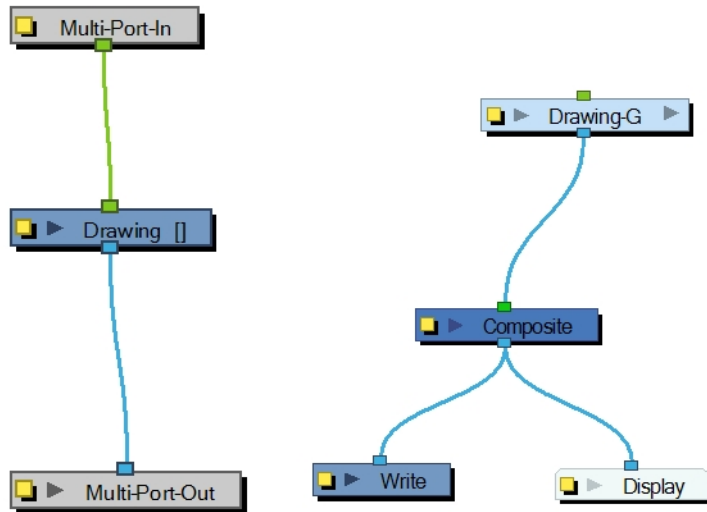 Multi-Port-In
Drawing-G
Drawing []
Composite
Write
Display
Multi-Port-Out